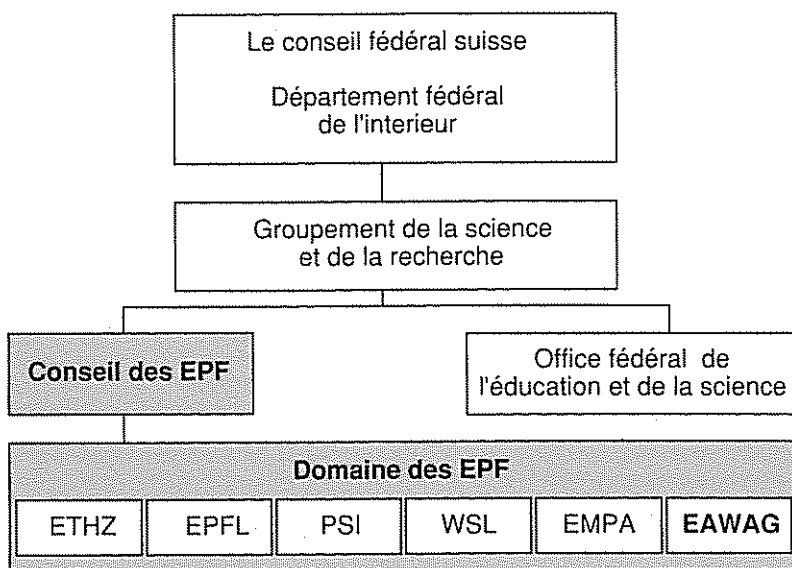 Le conseil fédéral suisse
Département fédéral
de l'interieur
Groupement de la science
et de la recherche
Conseil des EPF
Office fédéral de
l'éducation et de la science
Domaine des EPF
ETHZ EPFL PSI WSL EMPA EAWAG